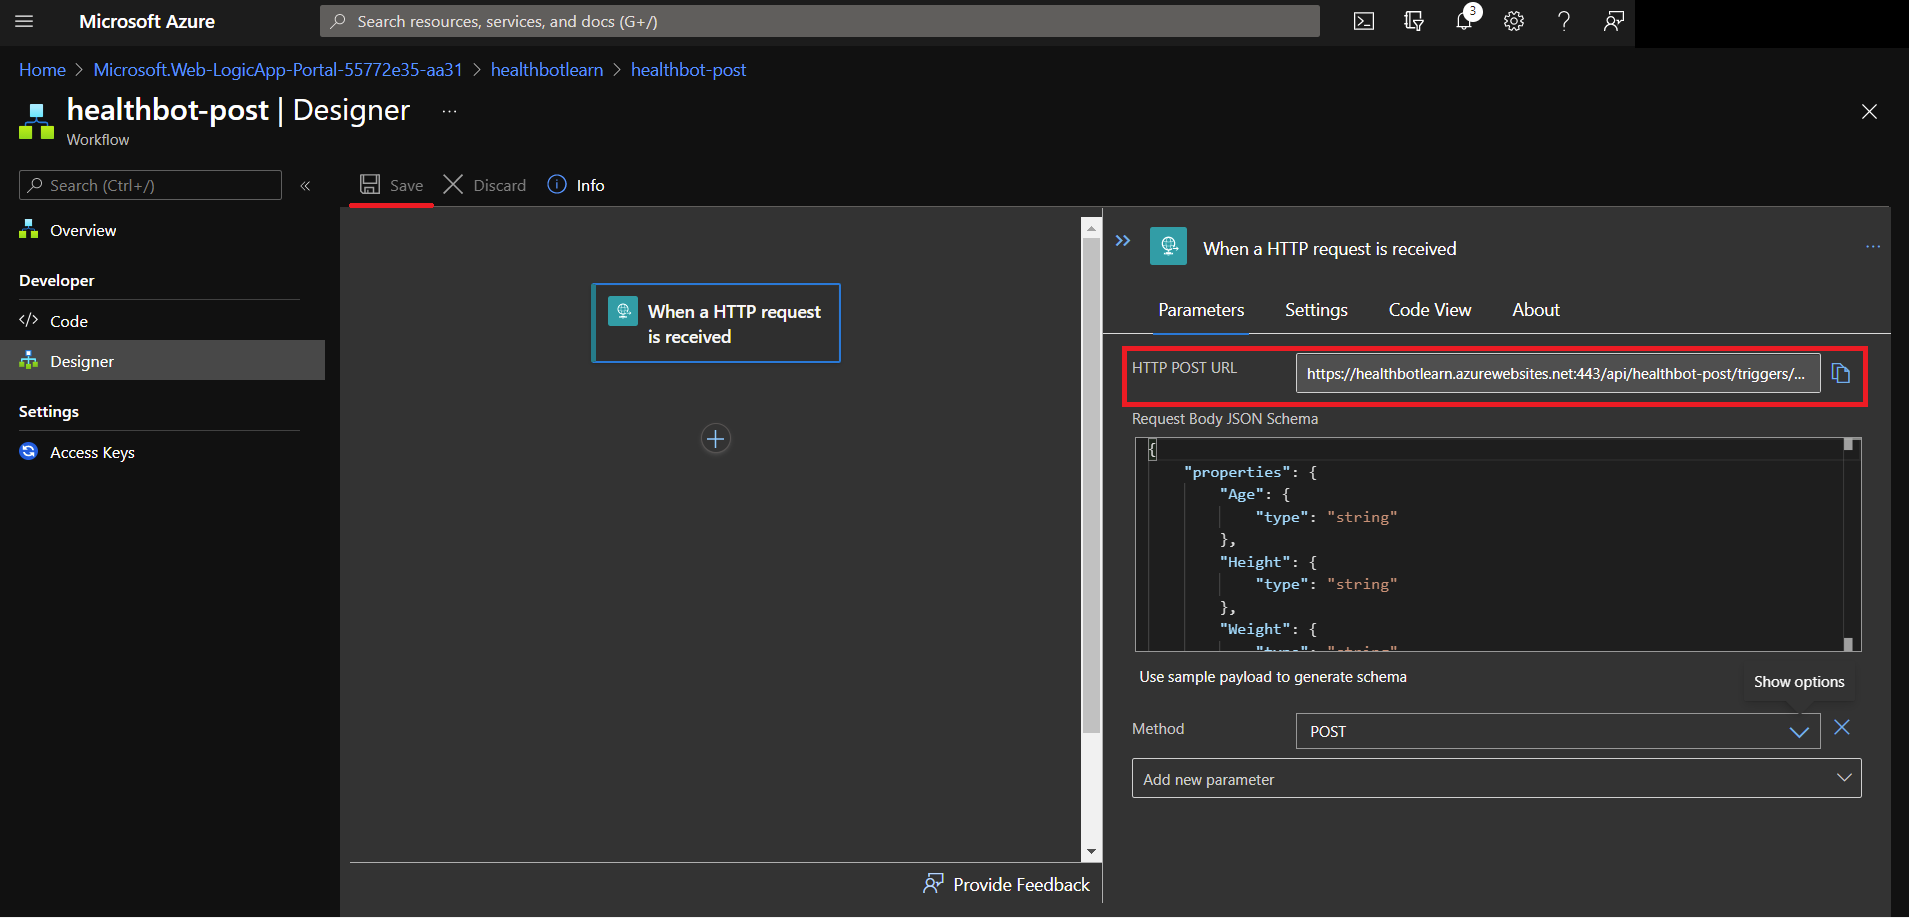 Microsoft Azure
Search resources, services, and docs (G+/)
3
Home > Microsoft.Web-LogicApp-Portal-55772e35-aa31 > healthbotlearn > healthbot-post
healthbot-post | Designer ...
Workflow
Search (Ctrl+/)
«
Overview
Developer
Code
Designer
Settings
Access Keys
Save
Discard
Info
When a HTTP request
is received
Provide Feedback
When a HTTP request is received
...
Parameters
Settings
Code View
About
HTTP POST URL
https://healthbotlearn.azurewebsites.net:443/api/healthbot-post/triggers/...
Request Body JSON Schema
{
"properties": {
"Age": {
"type": "string"
},
"Height": {
"type": "string"
},
"Weight": {
"type": "string"
Use sample payload to generate schema
Show options
Method
POST
Add new parameter